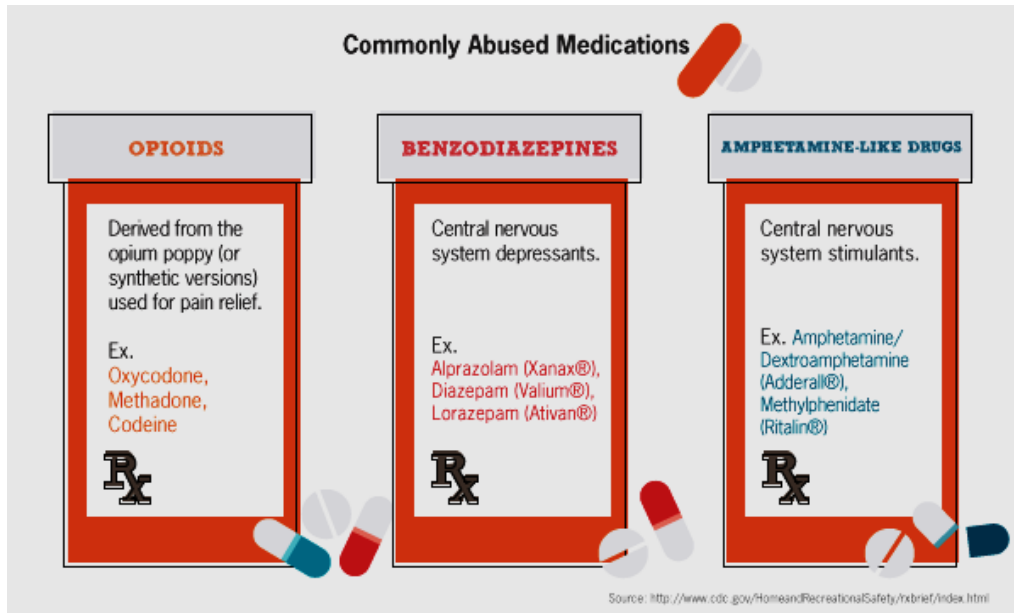 Commonly Abused Medications
OPIOIDS
Derived from the
opium poppy (or
synthetic versions)
used for pain relief.
Ex.
Oxycodone,
Methadone,
Codeine
Rx
BENZODIAZEPINES
Central nervous
system depressants.
Ex.
Alprazolam (Xanax®),
Diazepam (Valium®),
Lorazepam (Ativan®)
Rx
AMPHETAMINE-LIKE DRUGS
Central nervous
system stimulants.
Ex. Amphetamine/
Dextroamphetamine
(Adderall®),
Methylphenidate
(Ritalin®)
Rx
Source: http://www.cdc.gov/HomeandRecreationalSafety/rxbrief/index.html